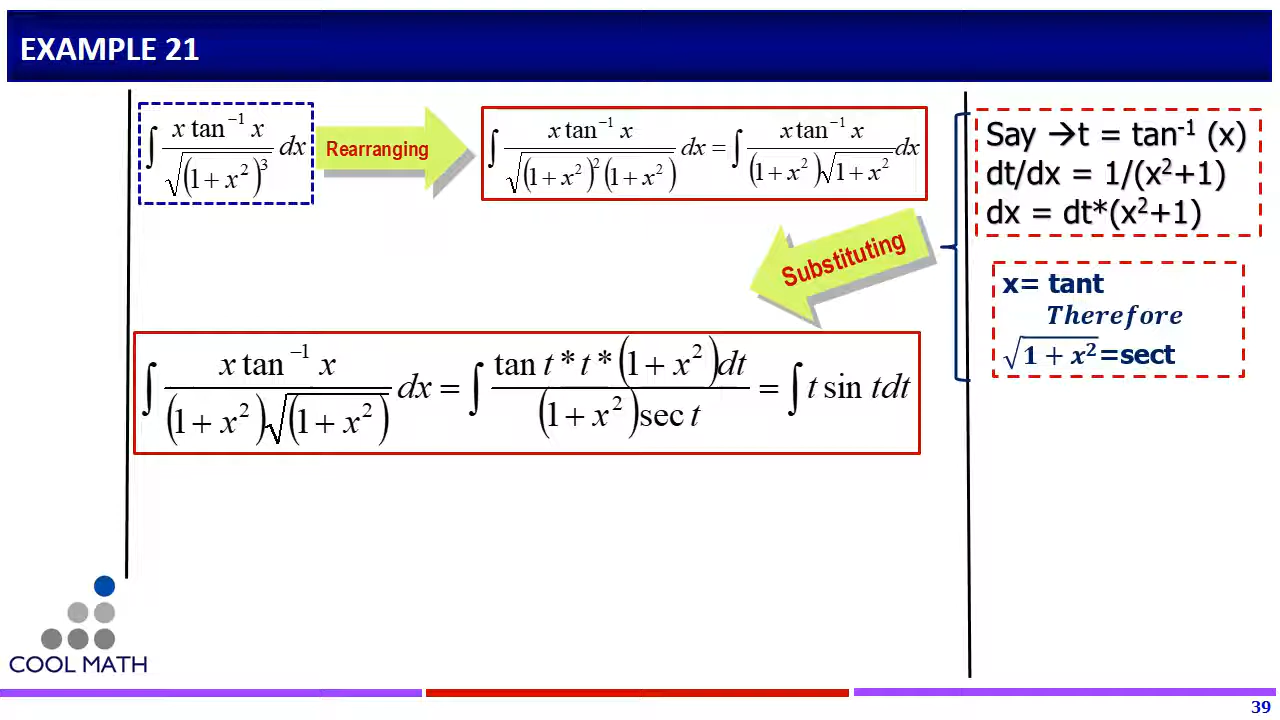 EXAMPLE 21
∫ x tan⁻¹ x / √(1 + x²)³ dx
Rearranging
∫ x tan⁻¹ x / √((1 + x²)²(1 + x²)) dx = ∫ x tan⁻¹ x / (1 + x²)√(1 + x²) dx
Say →t = tan⁻¹ (x)
dt/dx = 1/(x²+1)
dx = dt*(x²+1)
Substituting
x= tant
Therefore
√(1 + x²)=sect
∫ x tan⁻¹ x / (1 + x²)√(1 + x²) dx = ∫ tan t * t * (1 + x²)dt / (1 + x²)sec t = ∫ t sin tdt
COOL MATH
39